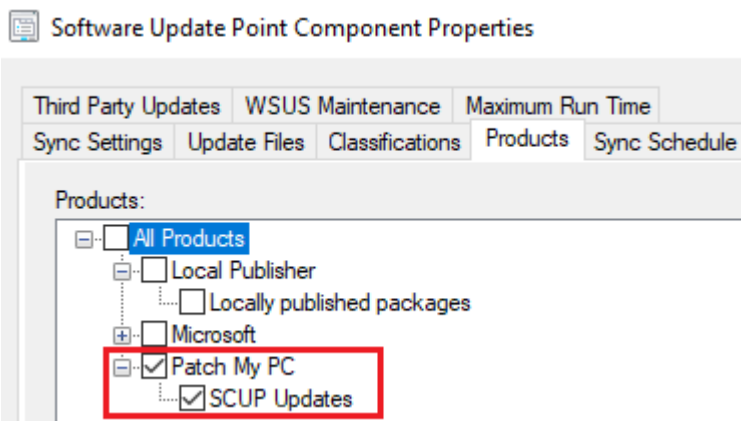 Software Update Point Component Properties
Third Party Updates WSUS Maintenance Maximum Run Time
Sync Settings Update Files Classifications Products Sync Schedule
Products:
All Products
Local Publisher
Locally published packages
Microsoft
Patch My PC
SCUP Updates